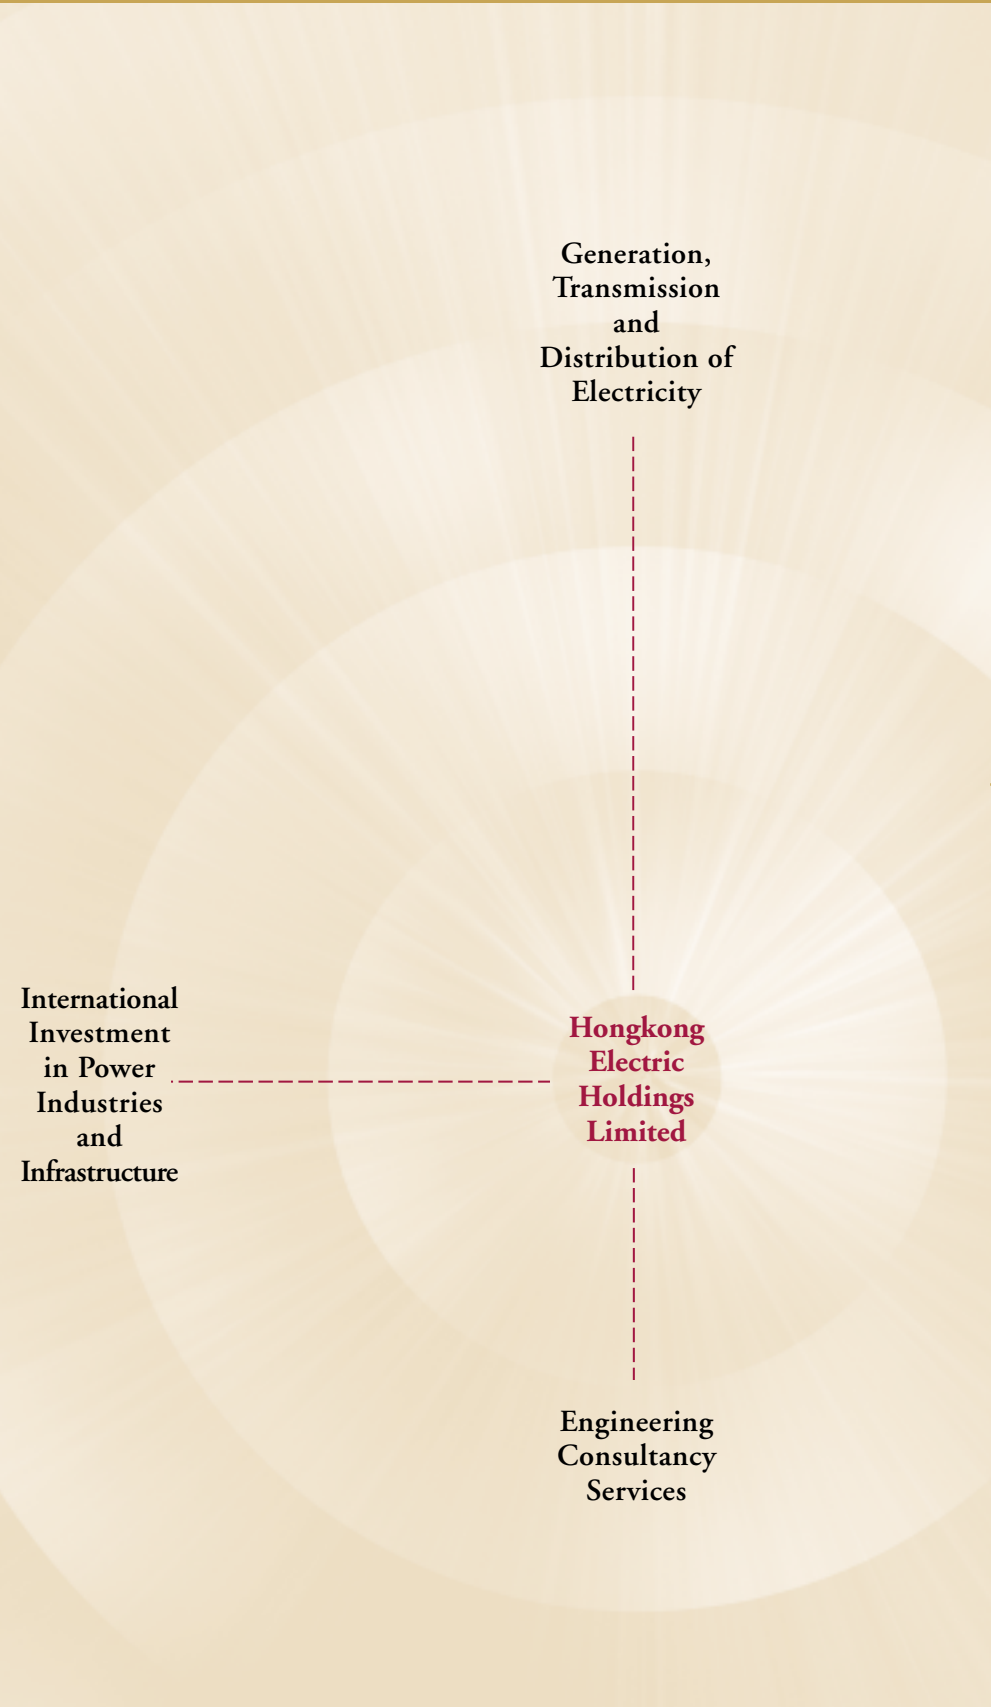 Generation,
Transmission
and
Distribution of
Electricity
International
Investment
in Power
Industries
and
Infrastructure
Hongkong
Electric
Holdings
Limited
Engineering
Consultancy
Services